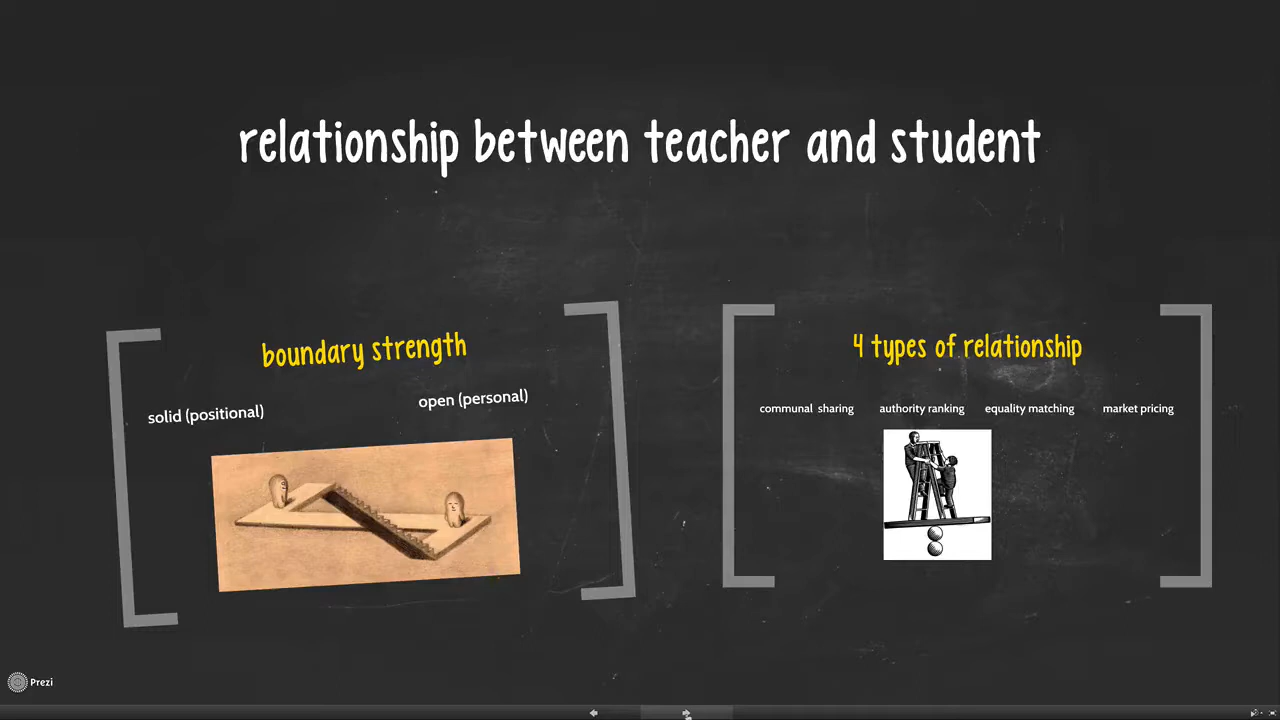 relationship between teacher and student
boundary strength
solid (positional)
open (personal)
4 types of relationship
communal sharing
authority ranking
equality matching
market pricing
Prezi